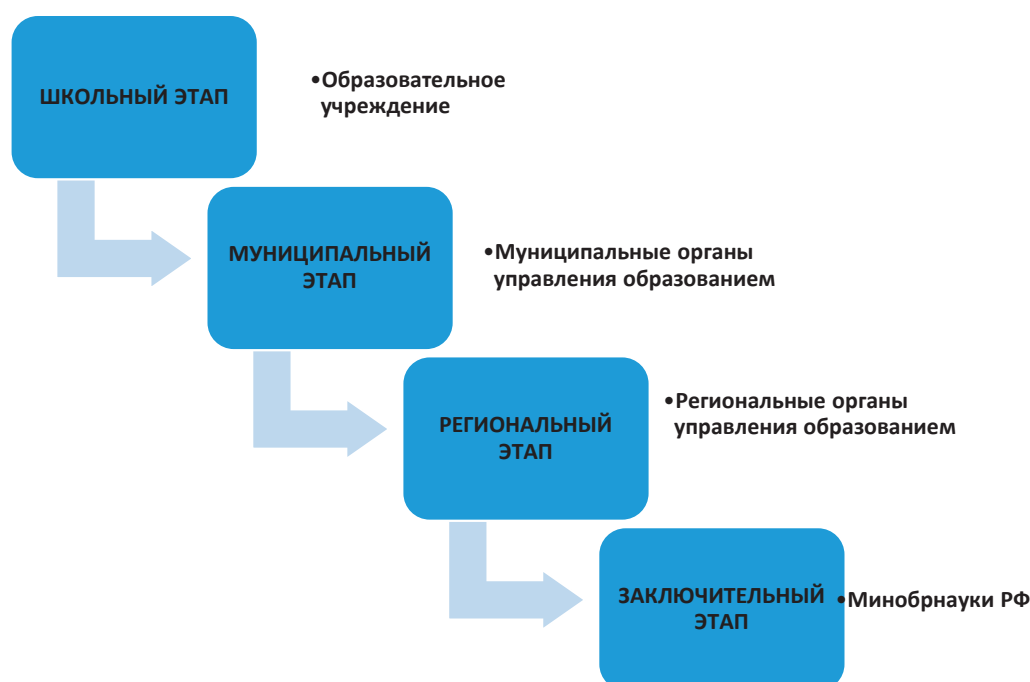 ШКОЛЬНЫЙ ЭТАП
•Образовательное
учреждение
МУНИЦИПАЛЬНЫЙ
ЭТАП
•Муниципальные органы
управления образованием
РЕГИОНАЛЬНЫЙ
ЭТАП
•Региональные органы
управления образованием
ЗАКЛЮЧИТЕЛЬНЫЙ
ЭТАП
•Минобрнауки РФ